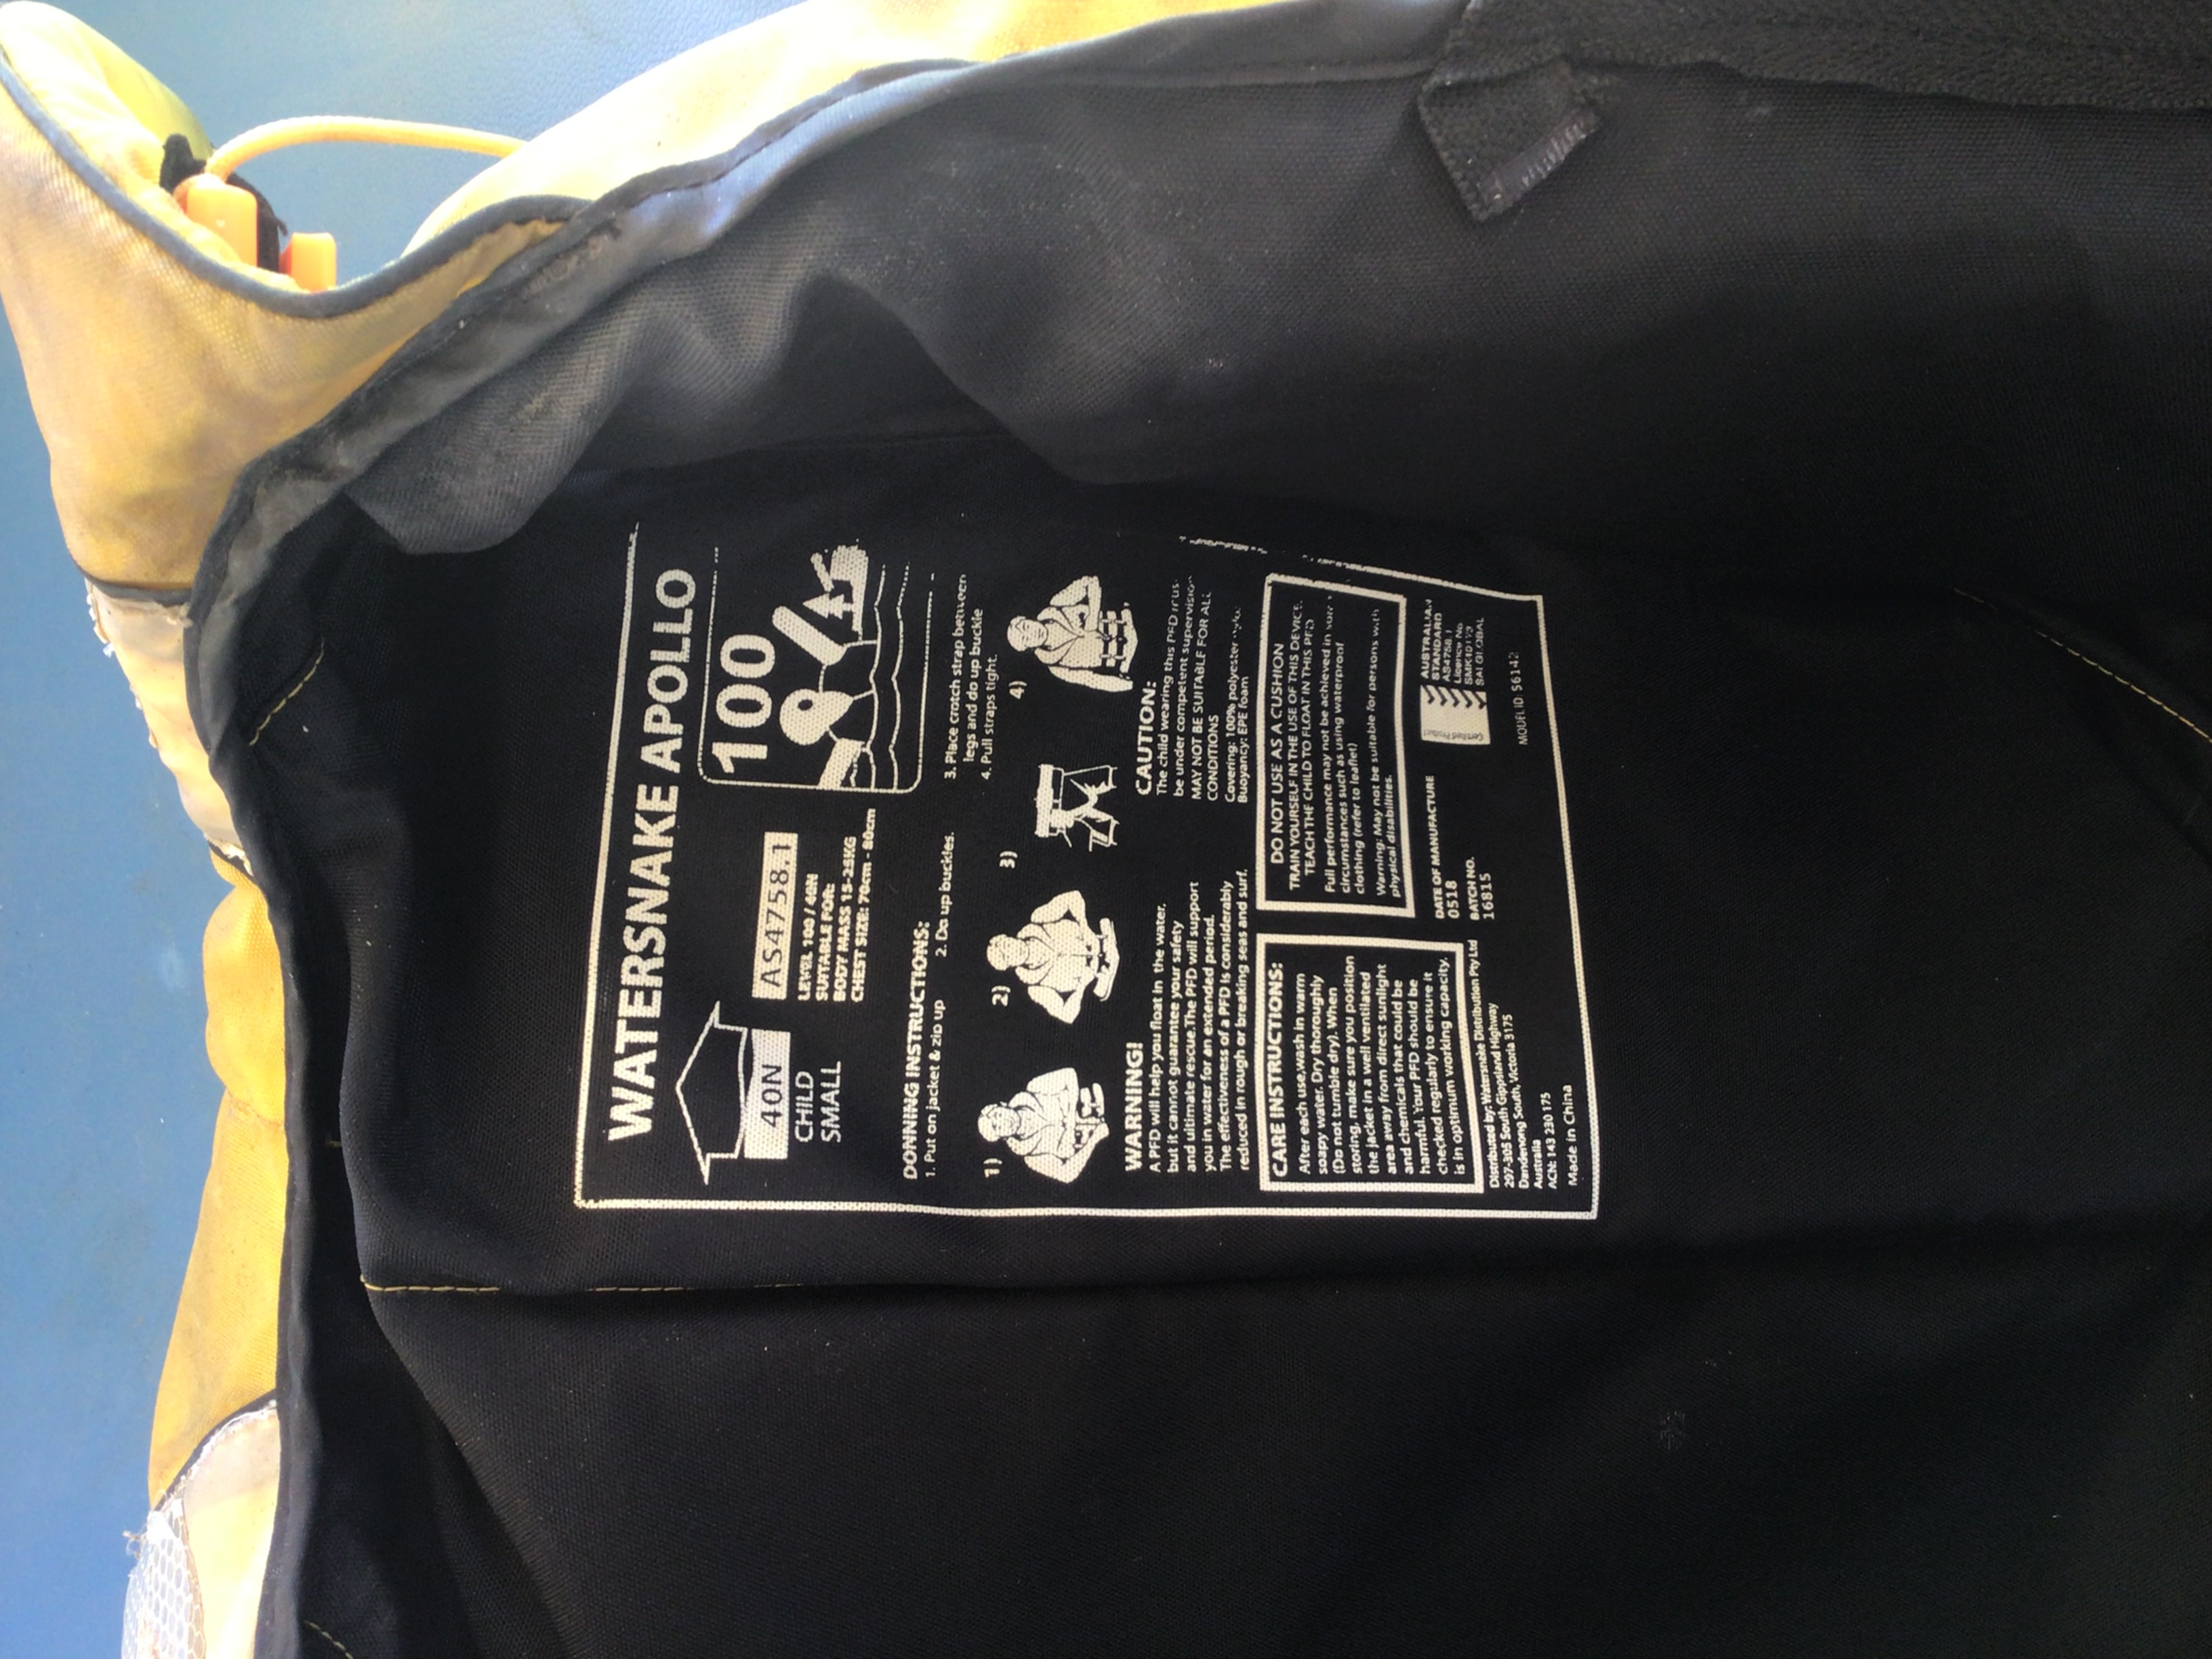 WATERSNAKE APOLLO
40N
CHILD
SMALL
AS4758.1
LEVEL 100 / 40N
SUITABLE FOR:
BODY MASS 15-25KG
CHEST SIZE: 70cm - 80cm
100
DONNING INSTRUCTIONS:
1. Put on jacket & zip up
2. Do up buckles.
3. Place crotch strap between
legs and do up buckle
4. Pull straps tight.
1)
2)
3)
4)
WARNING!
A PFD will help you float in the water,
but it cannot guarantee your safety
and ultimate rescue.The PFD will support
you in water for an extended period.
The effectiveness of a PFD is considerably
reduced in rough or breaking seas and surf.
CAUTION:
The child wearing this PFD must
be under competent supervision
MAY NOT BE SUITABLE FOR ALL
CONDITIONS
Covering: 100% polyester
Buoyancy: EPE foam
CARE INSTRUCTIONS:
After each use,wash in warm
soapy water. Dry thoroughly
(Do not tumble dry). When
storing, make sure you position
the jacket in a well ventilated
area away from direct sunlight
and chemicals that could be
harmful. Your PFD should be
checked regularly to ensure it
is in optimum working capacity.
DO NOT USE AS A CUSHION
TRAIN YOURSELF IN THE USE OF THIS DEVICE.
TEACH THE CHILD TO FLOAT IN THIS PFD
Full performance may not be achieved in
circumstances such as using waterproof
clothing (refer to leaflet)
Warning: May not be suitable for persons with
physical disabilities.
DATE OF MANUFACTURE
0518
BATCH NO.
16815
Certified Product
AUSTRALIAN
STANDARD
AS4758.1
Licence No.
SAI GLOBAL
MODEL ID 56142
Distributed by: Watersnake Distribution Pty Ltd
297-305 South Gippsland Highway
Dandenong South, Victoria 3175
Australia
ACN: 143 230 175
Made in China